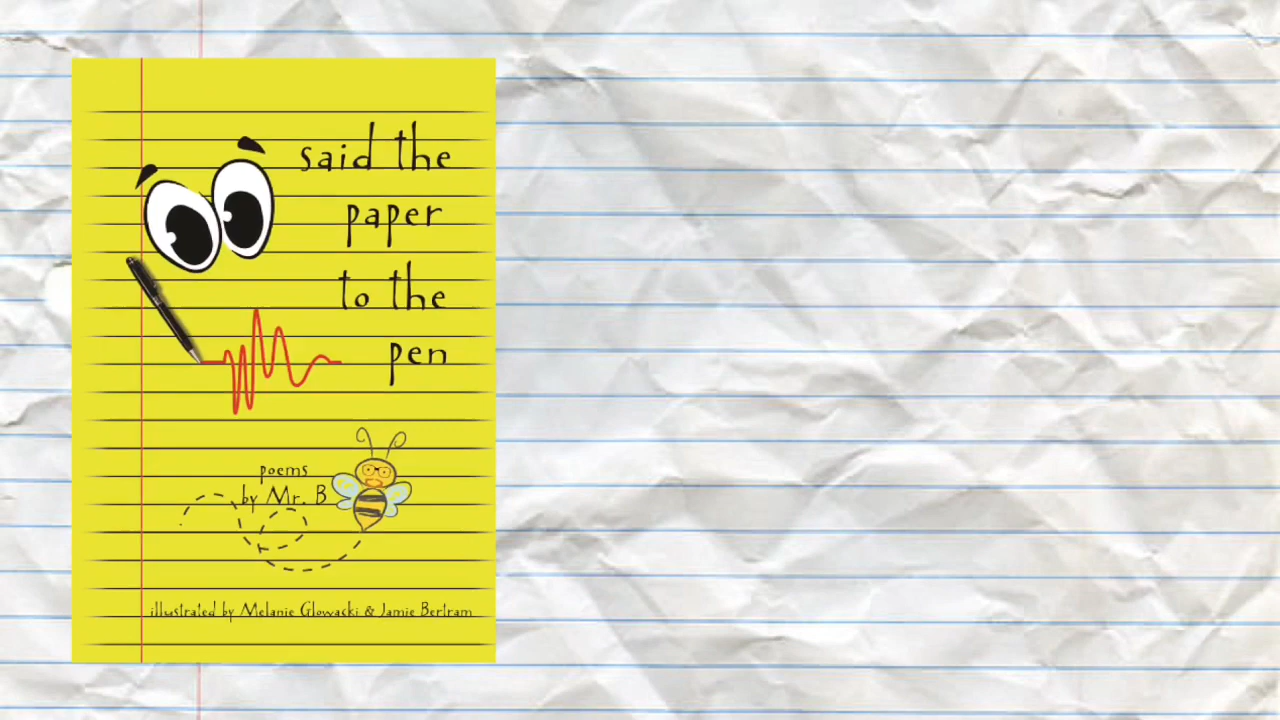 said the
paper
to the
pen
poems
by Mr. B
illustrated by Melanie Glowacki & Jamie Bertram